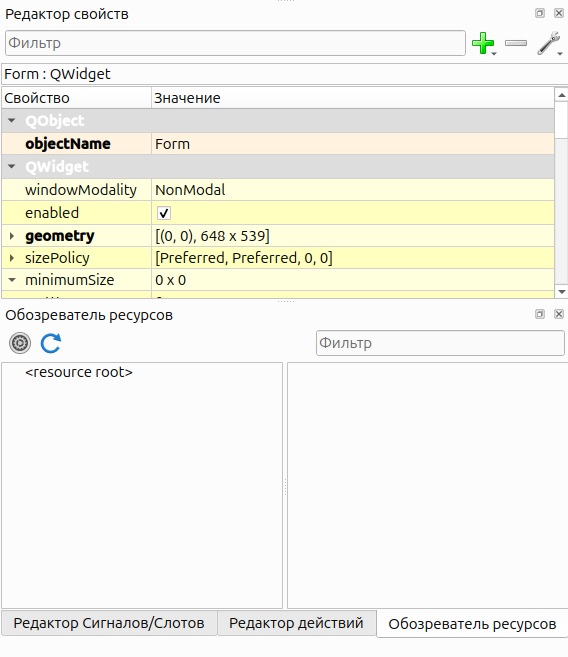 Редактор свойств
Фильтр
Form : QWidget
Свойство Значение
QObject
objectName Form
QWidget
windowModality NonModal
enabled
geometry [(0, 0), 648 x 539]
sizePolicy [Preferred, Preferred, 0, 0]
minimumSize 0 x 0
Обозреватель ресурсов
Фильтр
<resource root>
Редактор Сигналов/Слотов Редактор действий Обозреватель ресурсов